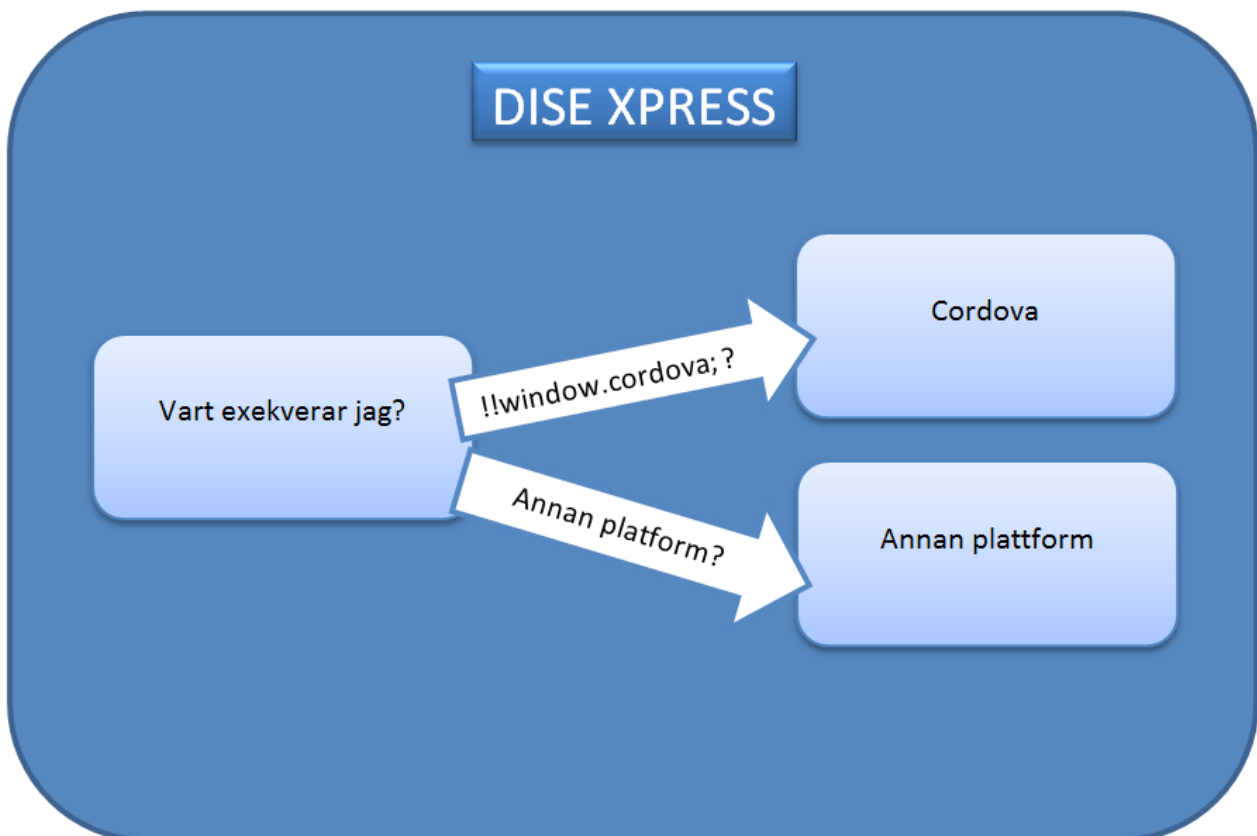 DISE XPRESS
Vart exekverar jag?
!!window.cordova; ?
Cordova
Annan platform?
Annan plattform